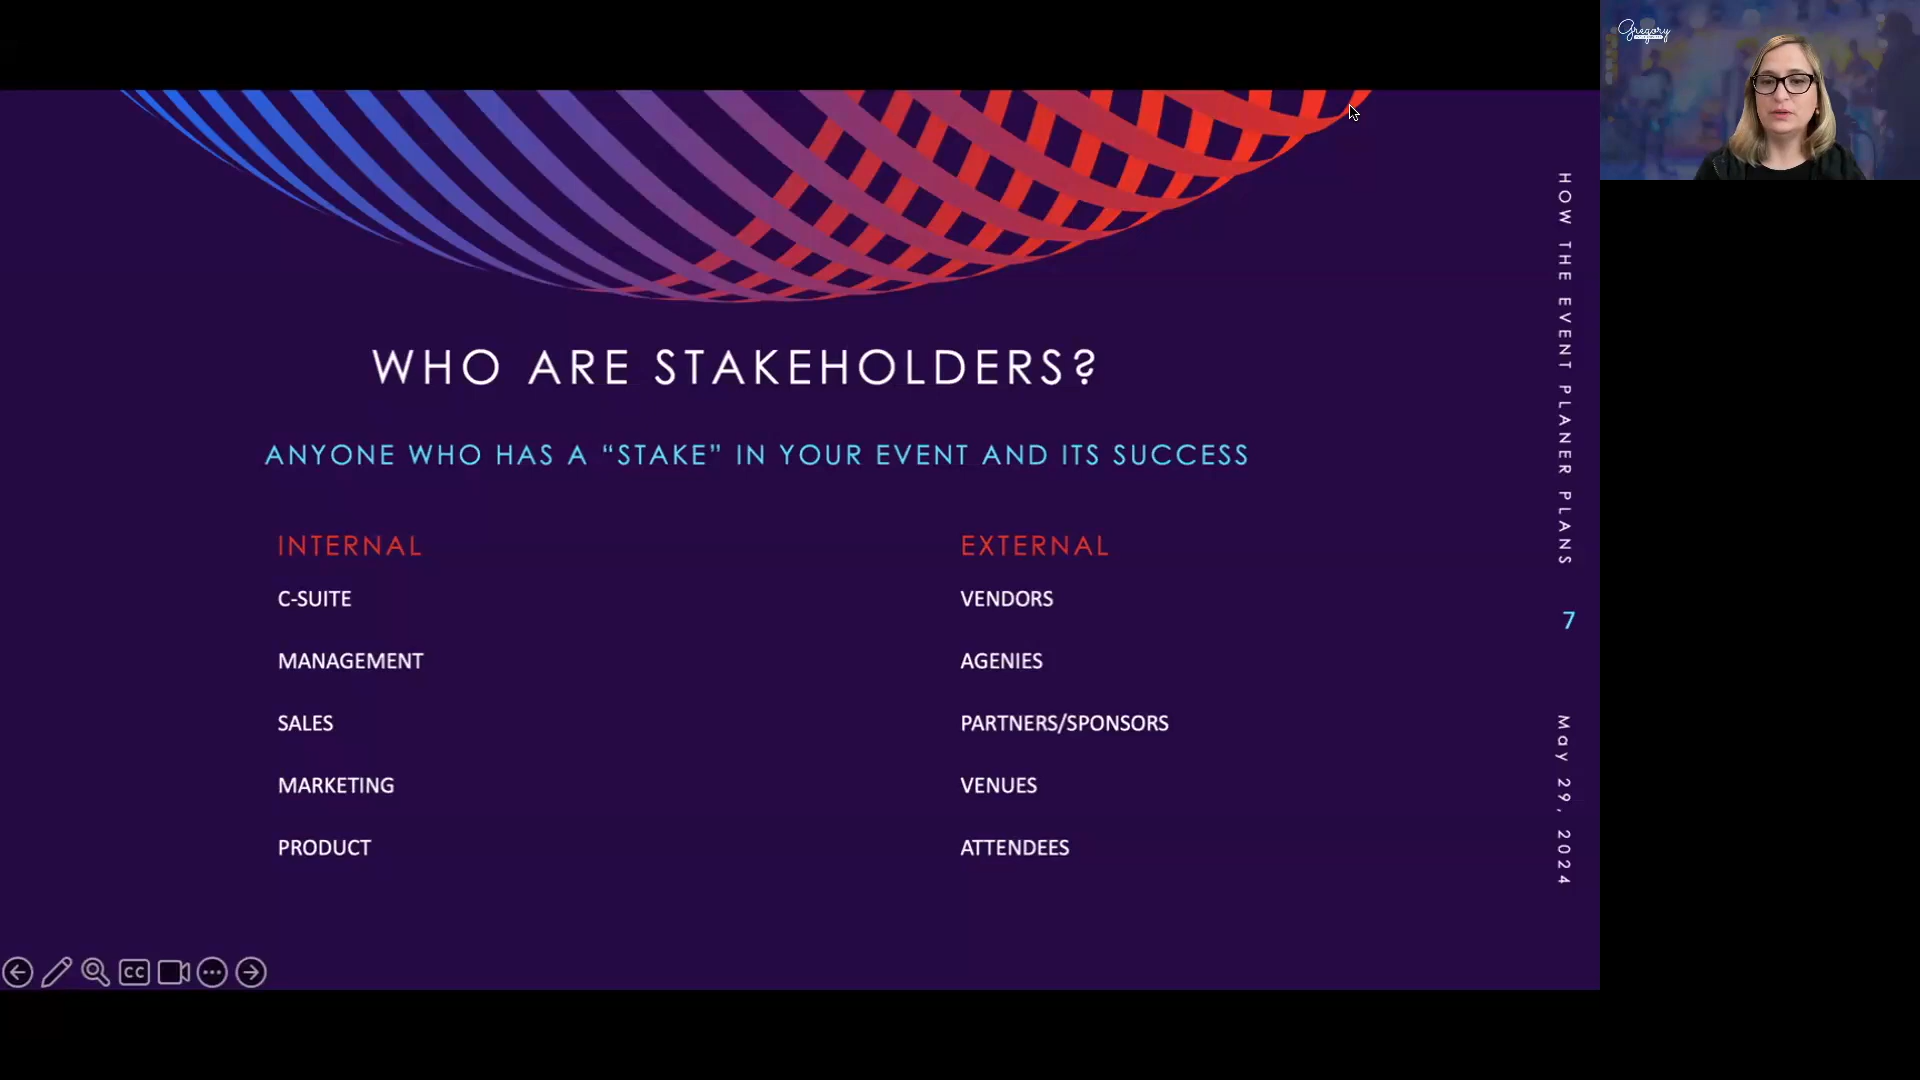 Gregory
WHO ARE STAKEHOLDERS?
ANYONE WHO HAS A “STAKE” IN YOUR EVENT AND ITS SUCCESS
INTERNAL
C-SUITE
MANAGEMENT
SALES
MARKETING
PRODUCT
EXTERNAL
VENDORS
AGENIES
PARTNERS/SPONSORS
VENUES
ATTENDEES
HOW THE EVENT PLANER PLANS
7
May 29, 2024
CC